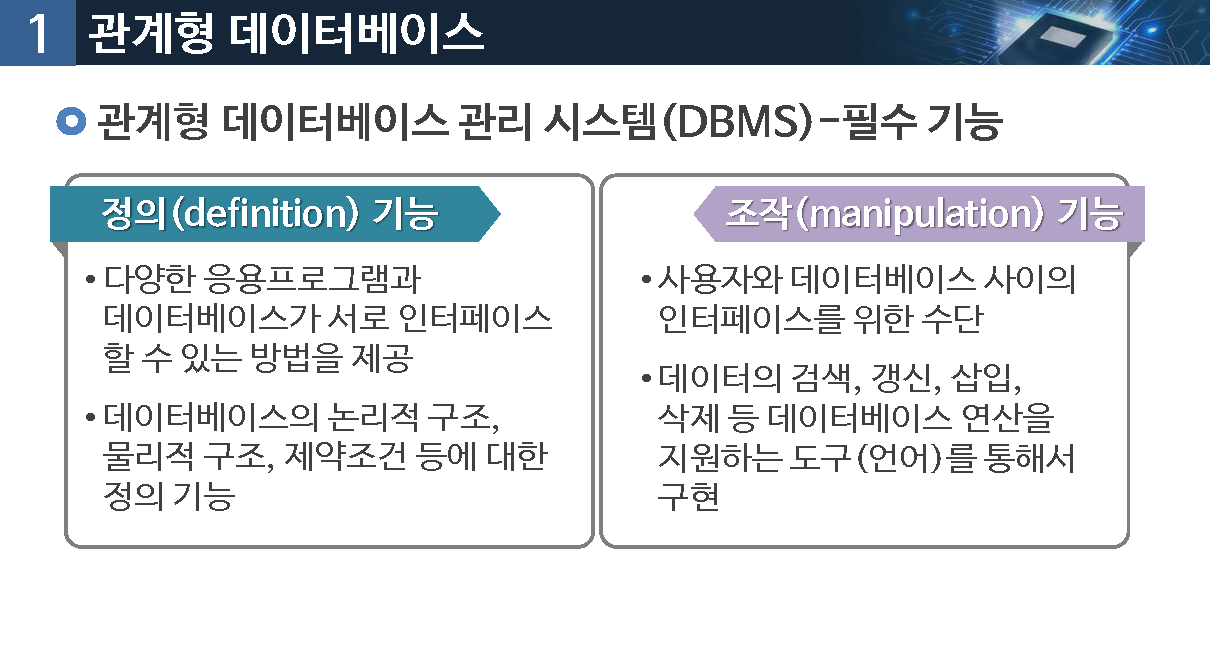 1 관계형 데이터베이스
관계형 데이터베이스 관리 시스템(DBMS)-필수 기능
정의(definition) 기능
• 다양한 응용프로그램과
데이터베이스가 서로 인터페이스
할 수 있는 방법을 제공
• 데이터베이스의 논리적 구조,
물리적 구조, 제약조건 등에 대한
정의 기능
조작(manipulation) 기능
• 사용자와 데이터베이스 사이의
인터페이스를 위한 수단
• 데이터의 검색, 갱신, 삽입,
삭제 등 데이터베이스 연산을
지원하는 도구(언어)를 통해서
구현